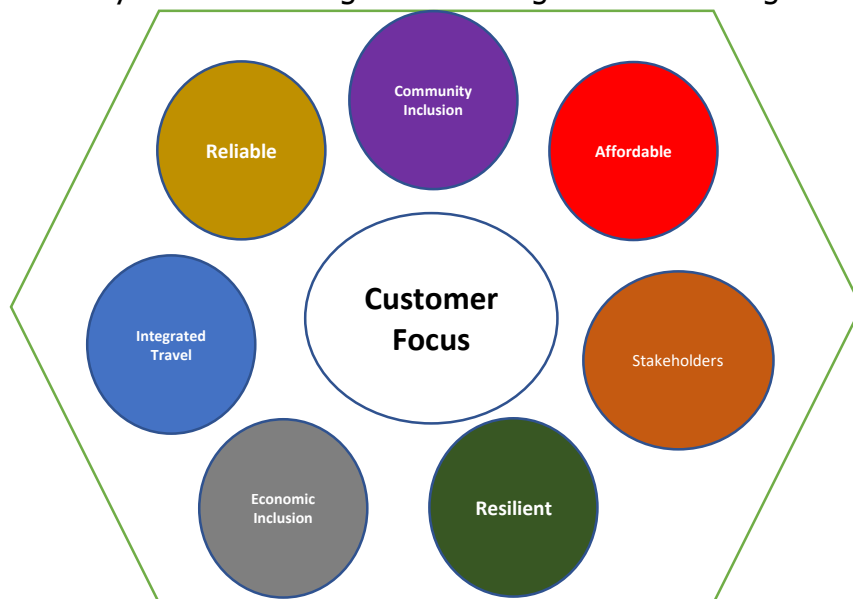 Community
Inclusion
Reliable
Affordable
Customer
Focus
Integrated
Travel
Stakeholders
Economic
Inclusion
Resilient